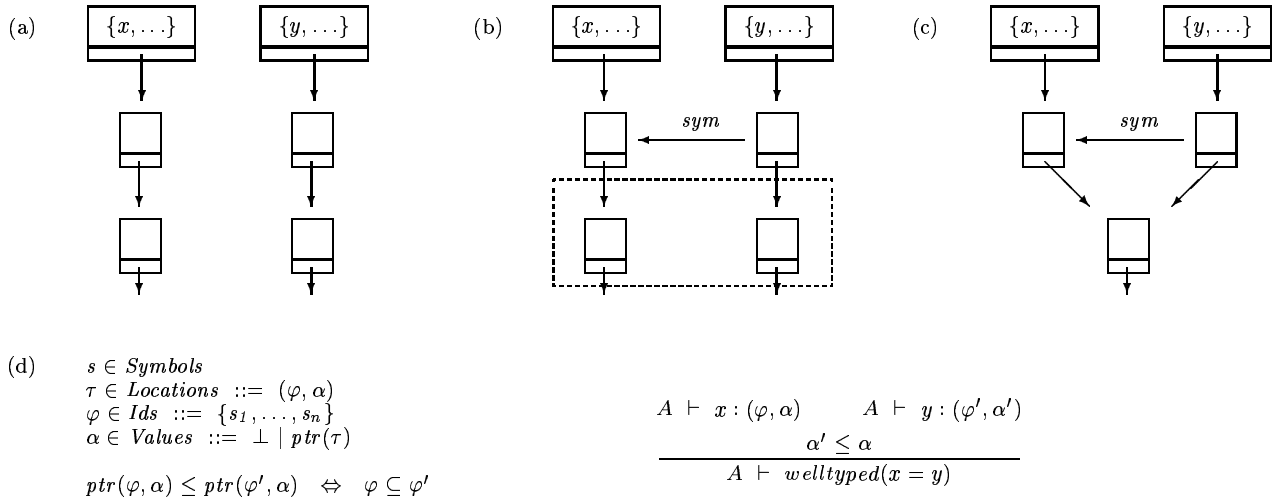 (a) {x, . . .} {y, . . .} (b) {x, . . .} {y, . . .} (c) {x, . . .} {y, . . .}
sym sym
(d) s ∈ Symbols
τ ∈ Locations ::= (φ, α)
φ ∈ Ids ::= {s₁, . . . , sₙ}
α ∈ Values ::= ⊥ | ptr(τ)
ptr(φ, α) ≤ ptr(φ′, α) ⇔ φ ⊆ φ′
A ⊢ x : (φ, α) A ⊢ y : (φ′, α′)
α′ ≤ α
A ⊢ welltyped(x = y)